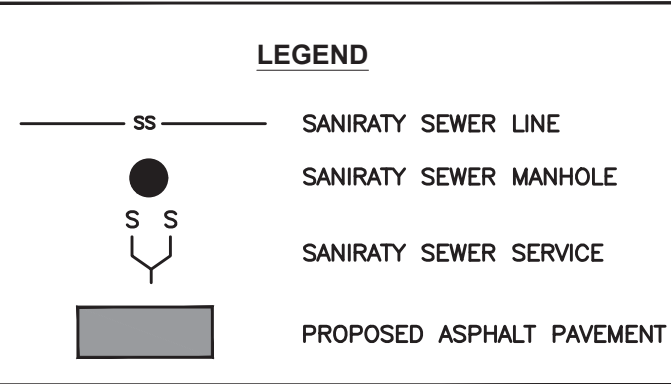 LEGEND
SS SANIRATY SEWER LINE
SANIRATY SEWER MANHOLE
S S
SANIRATY SEWER SERVICE
PROPOSED ASPHALT PAVEMENT